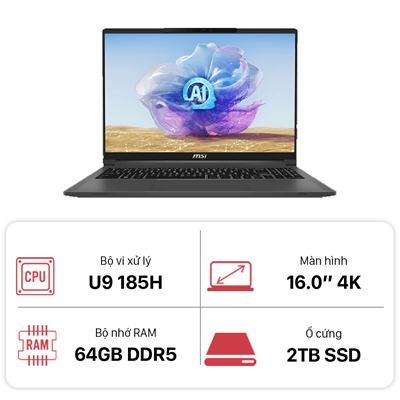 AI
msi
CPU
Bộ vi xử lý
U9 185H
Màn hình
16.0″ 4K
RAM
Bộ nhớ RAM
64GB DDR5
Ổ cứng
2TB SSD